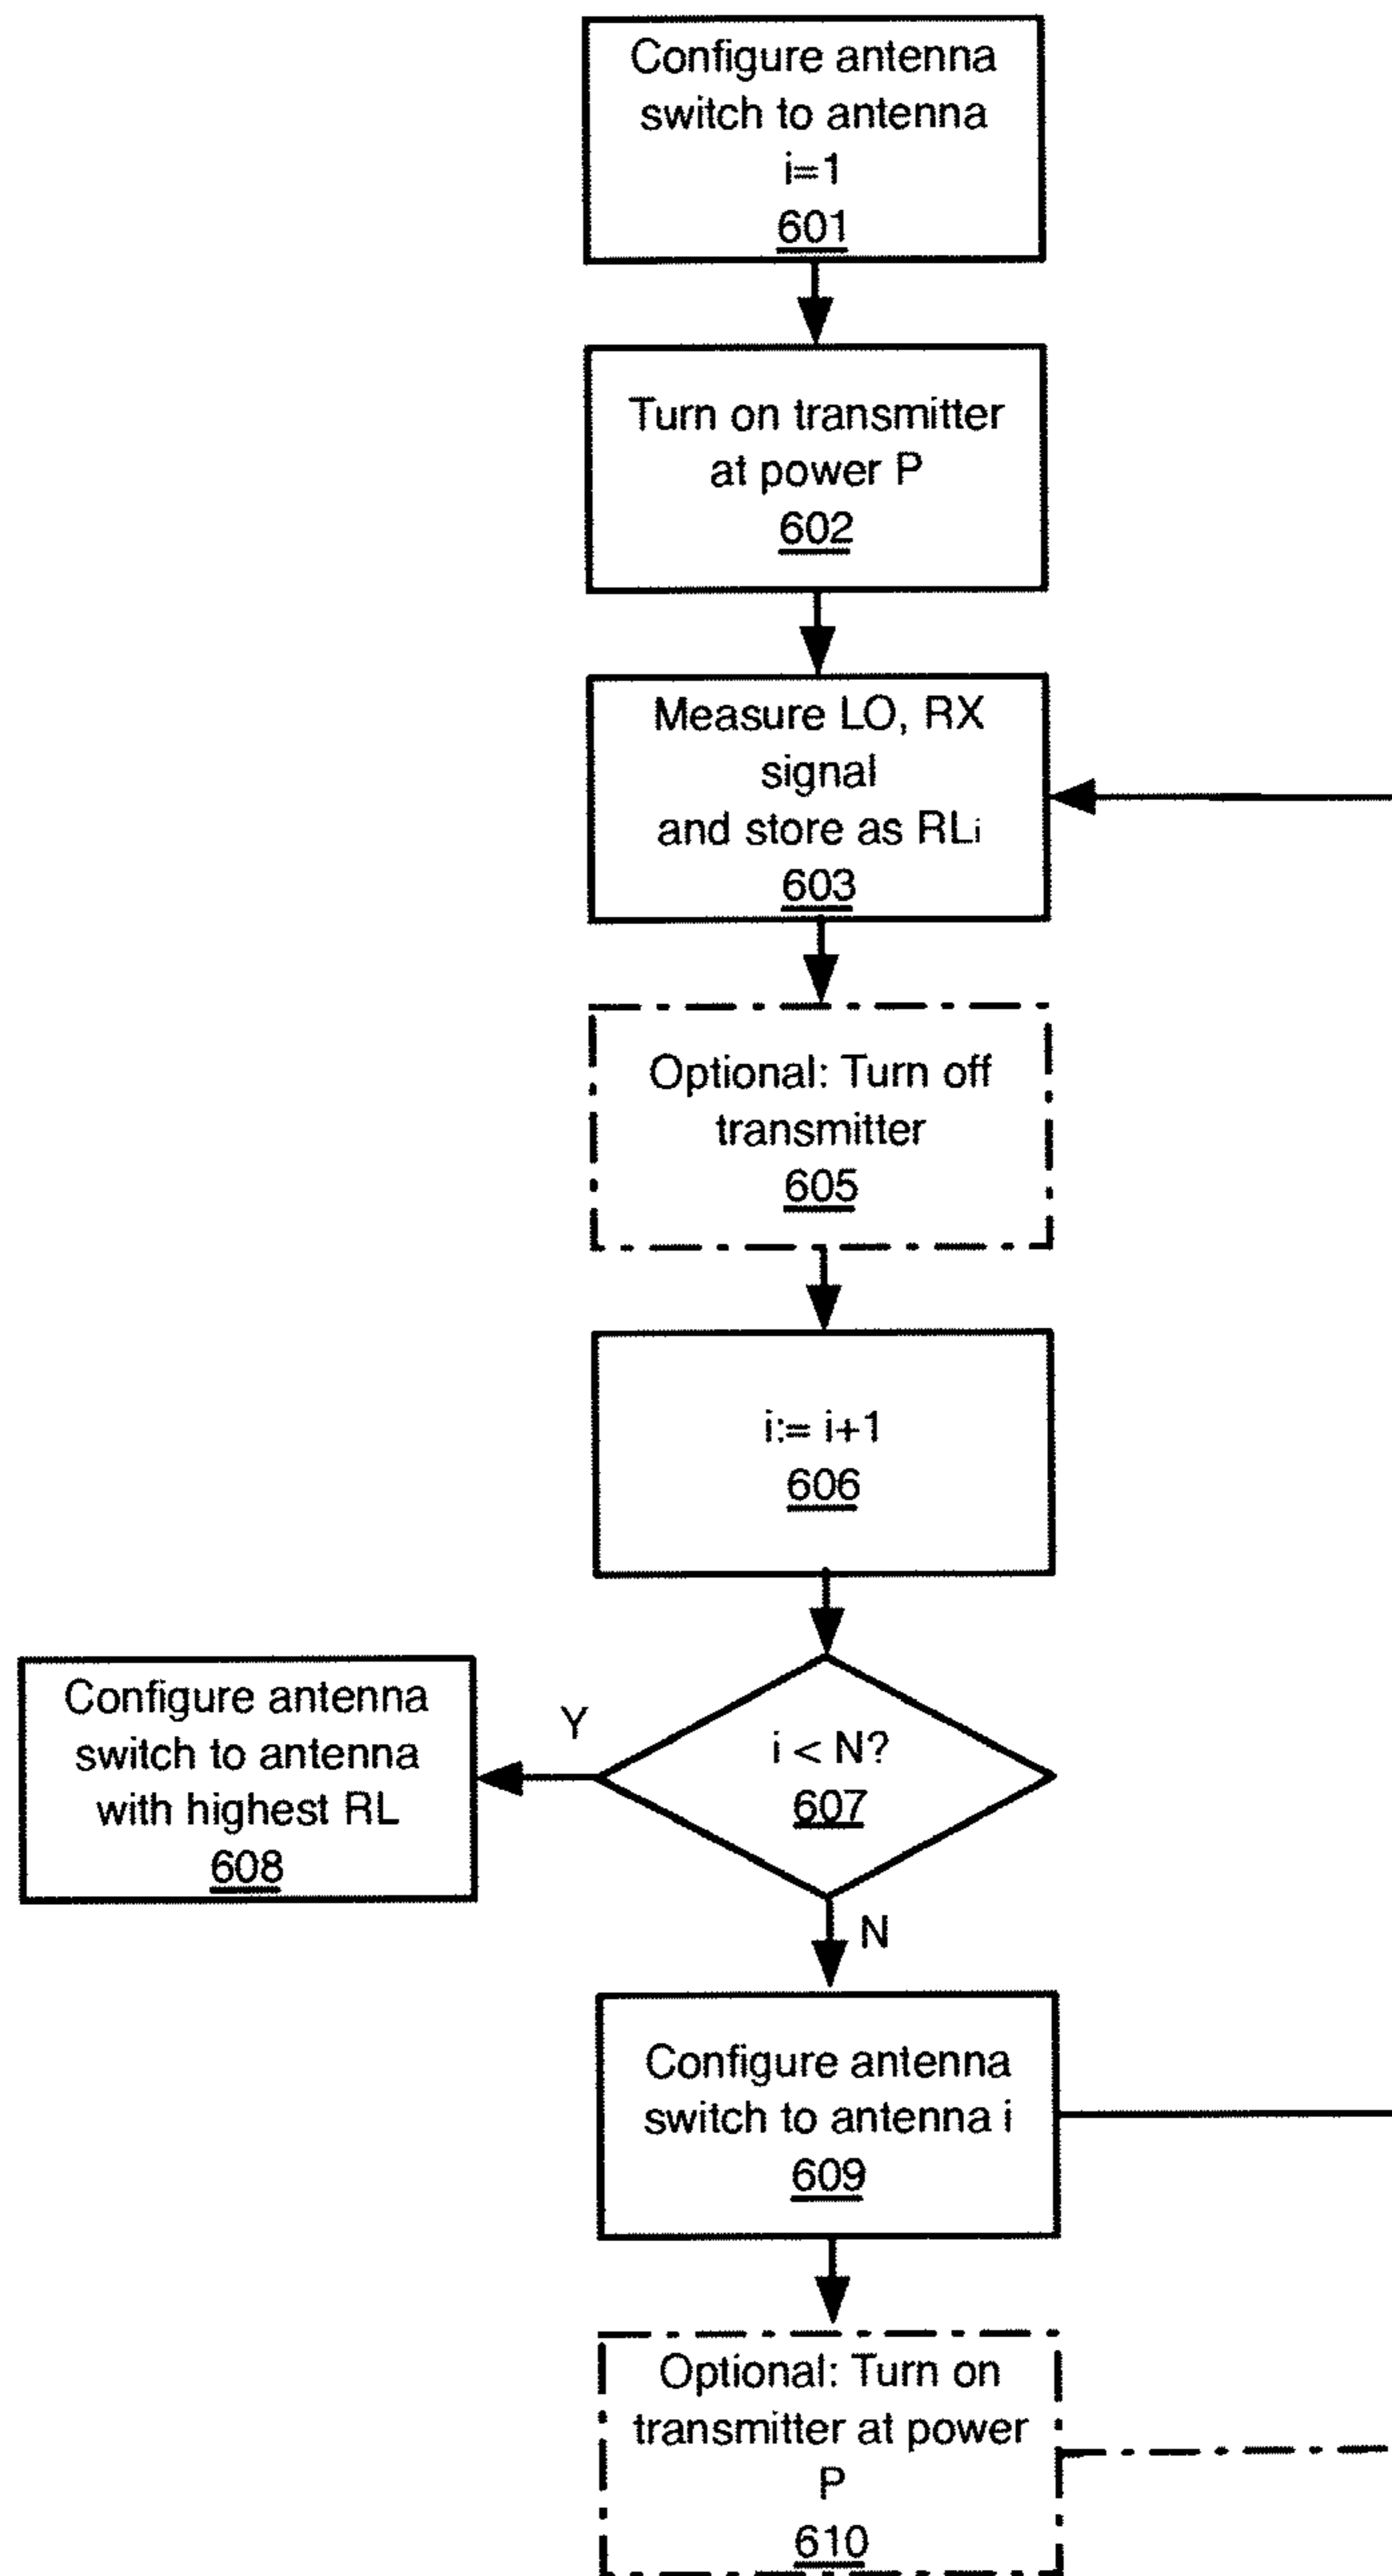 Configure antenna
switch to antenna
i=1
601
Turn on transmitter
at power P
602
Measure LO, RX
signal
and store as RLi
603
Optional: Turn off
transmitter
605
i:= i+1
606
i < N?
607
Y
N
Configure antenna
switch to antenna
with highest RL
608
Configure antenna
switch to antenna i
609
Optional: Turn on
transmitter at power
P
610